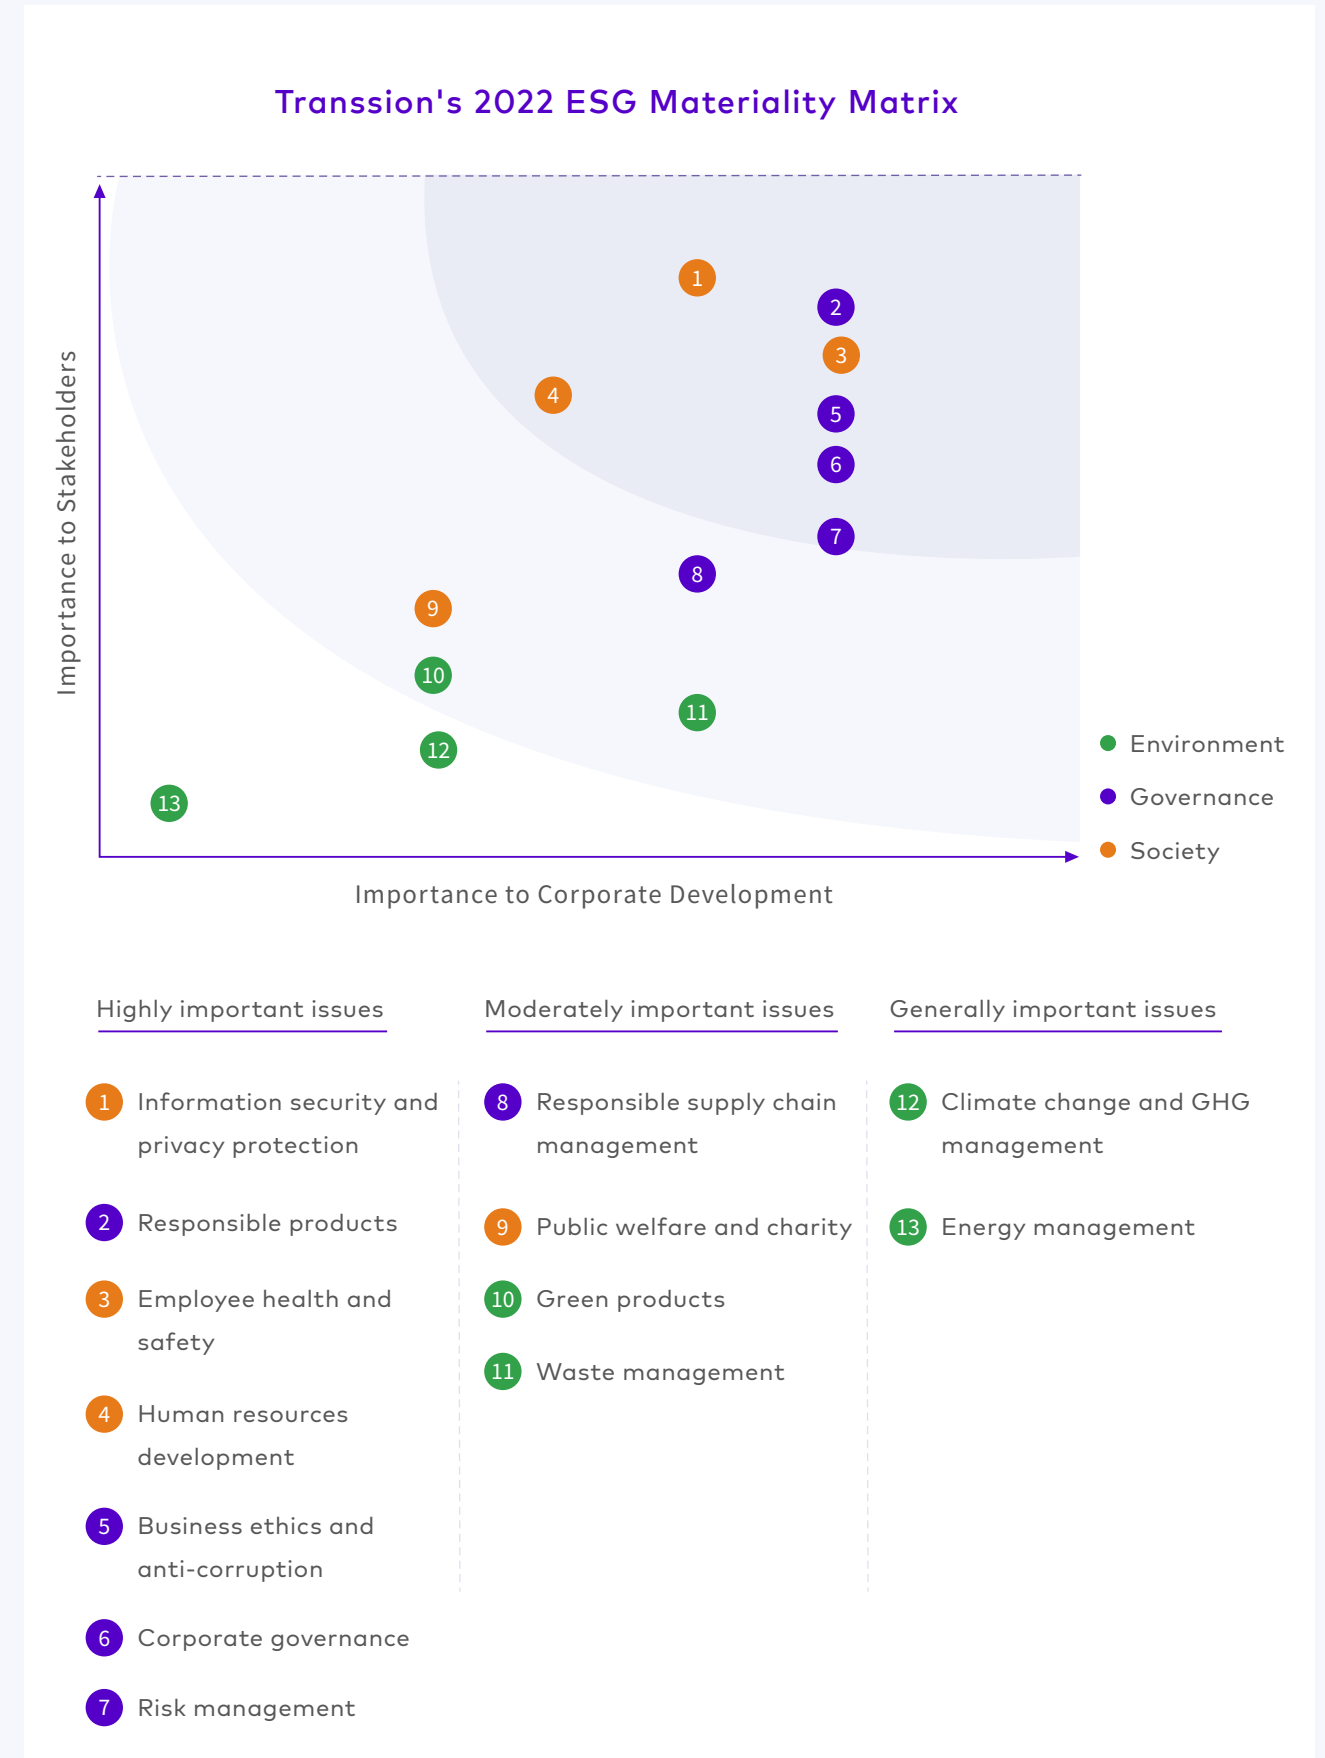 Transsion's 2022 ESG Materiality Matrix
Importance to Stakeholders
1
2
3
4
5
6
7
8
9
10
11
12
13
Environment
Governance
Society
Importance to Corporate Development
Highly important issues
1 Information security and
privacy protection
2 Responsible products
3 Employee health and
safety
4 Human resources
development
5 Business ethics and
anti-corruption
6 Corporate governance
7 Risk management
Moderately important issues
8 Responsible supply chain
management
9 Public welfare and charity
10 Green products
11 Waste management
Generally important issues
12 Climate change and GHG
management
13 Energy management